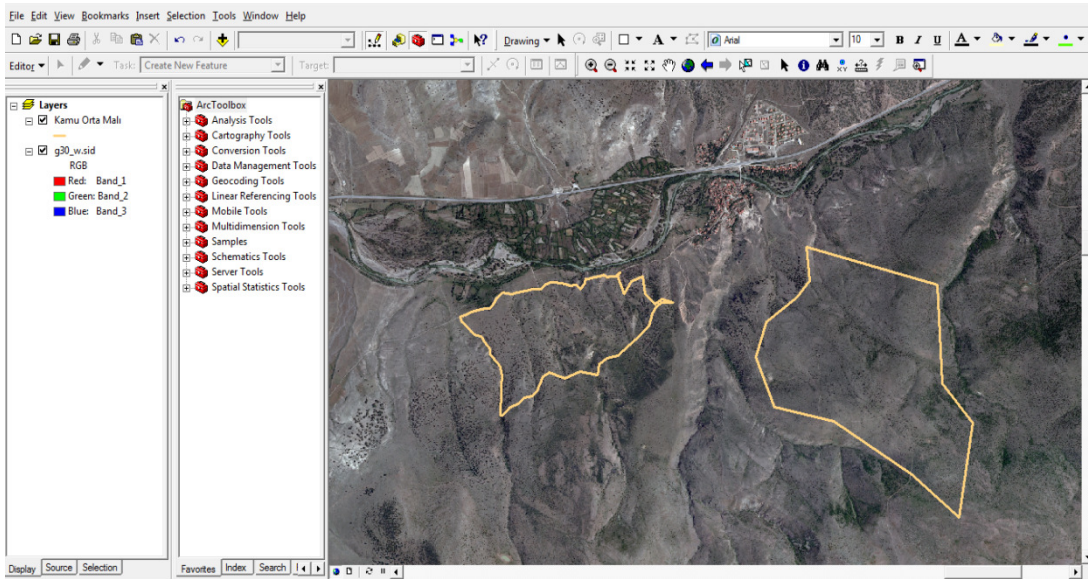 File Edit View Bookmarks Insert Selection Tools Window Help
Drawing A Arial 10 B I U A
Editor Task: Create New Feature Target:
Layers
Kamu Orta Malı
g30_w.sid
RGB
Red: Band_1
Green: Band_2
Blue: Band_3
Display Source Selection
ArcToolbox
Analysis Tools
Cartography Tools
Conversion Tools
Data Management Tools
Geocoding Tools
Linear Referencing Tools
Mobile Tools
Multidimension Tools
Samples
Schematics Tools
Server Tools
Spatial Statistics Tools
Favorites Index Search